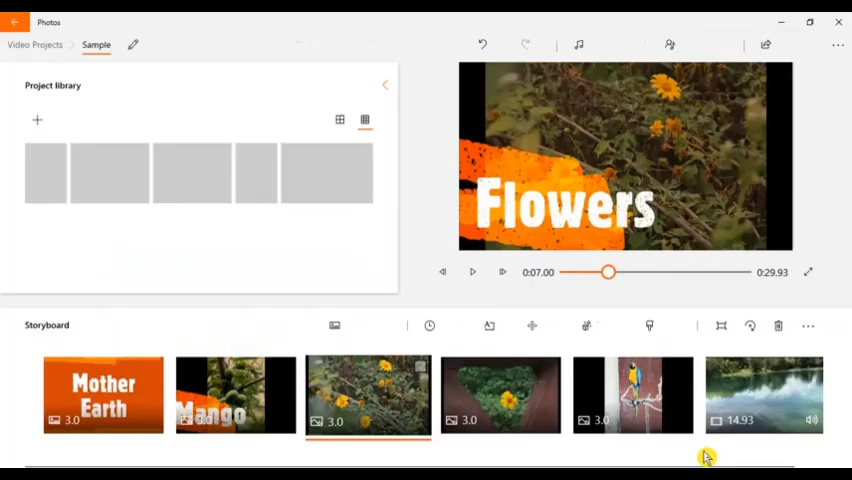 Photos
Video Projects
Sample
Project library
Flowers
0:07.00
0:29.93
Storyboard
Mother
Earth
3.0
Mango
3.0
3.0
3.0
14.93